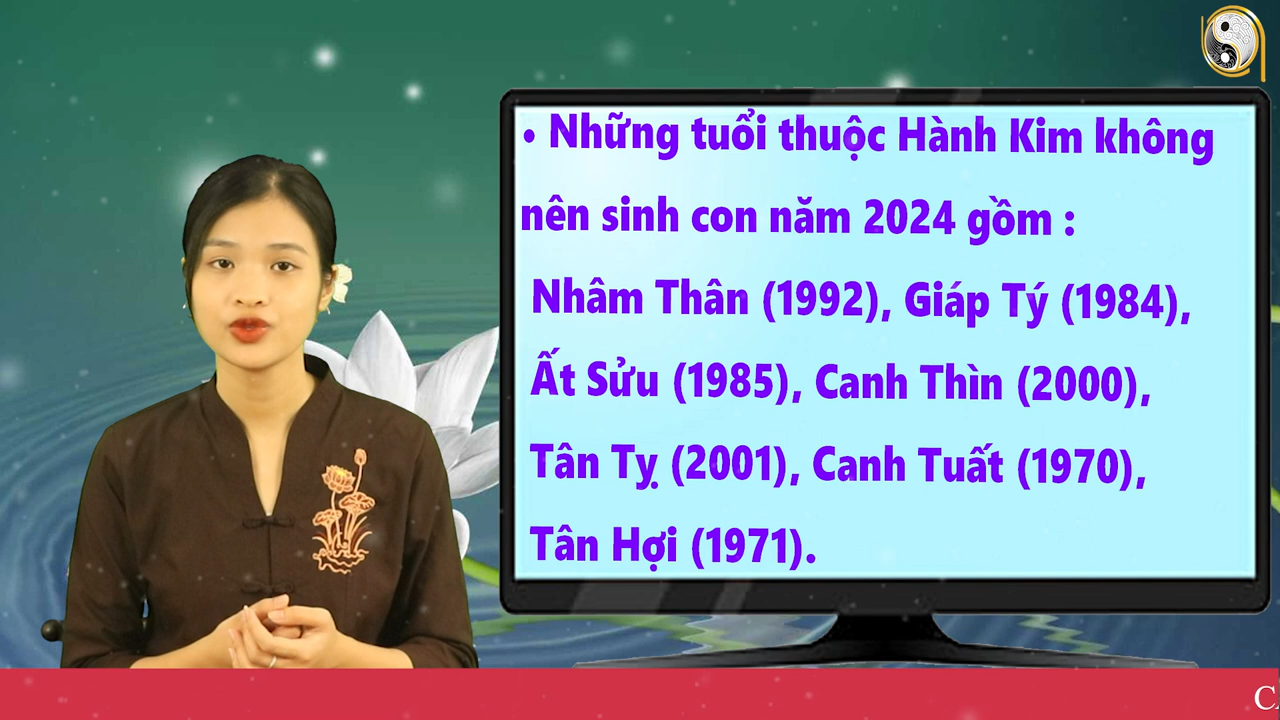 • Những tuổi thuộc Hành Kim không
nên sinh con năm 2024 gồm :
Nhâm Thân (1992), Giáp Tý (1984),
Ất Sửu (1985), Canh Thìn (2000),
Tân Tỵ (2001), Canh Tuất (1970),
Tân Hợi (1971).